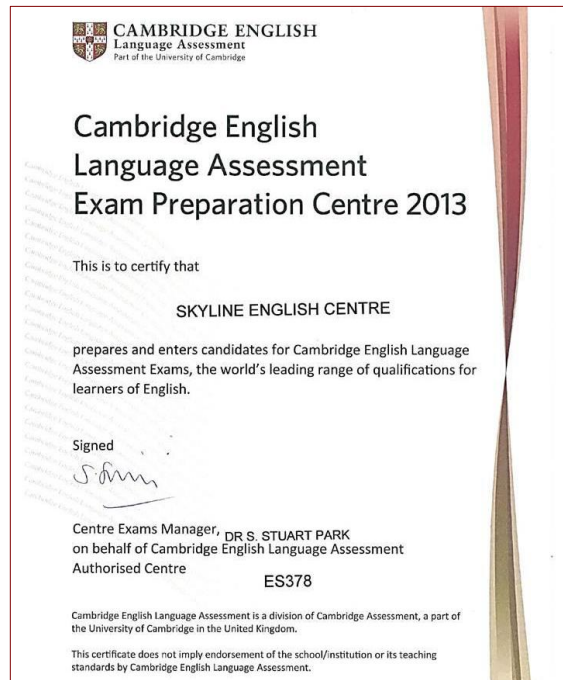 CAMBRIDGE ENGLISH
Language Assessment
Part of the University of Cambridge
Cambridge English
Language Assessment
Exam Preparation Centre 2013
This is to certify that
SKYLINE ENGLISH CENTRE
prepares and enters candidates for Cambridge English Language
Assessment Exams, the world's leading range of qualifications for
learners of English.
Signed
Centre Exams Manager, DR S. STUART PARK
on behalf of Cambridge English Language Assessment
Authorised Centre
ES378
Cambridge English Language Assessment is a division of Cambridge Assessment, a part of
the University of Cambridge in the United Kingdom.
This certificate does not imply endorsement of the school/institution or its teaching
standards by Cambridge English Language Assessment.